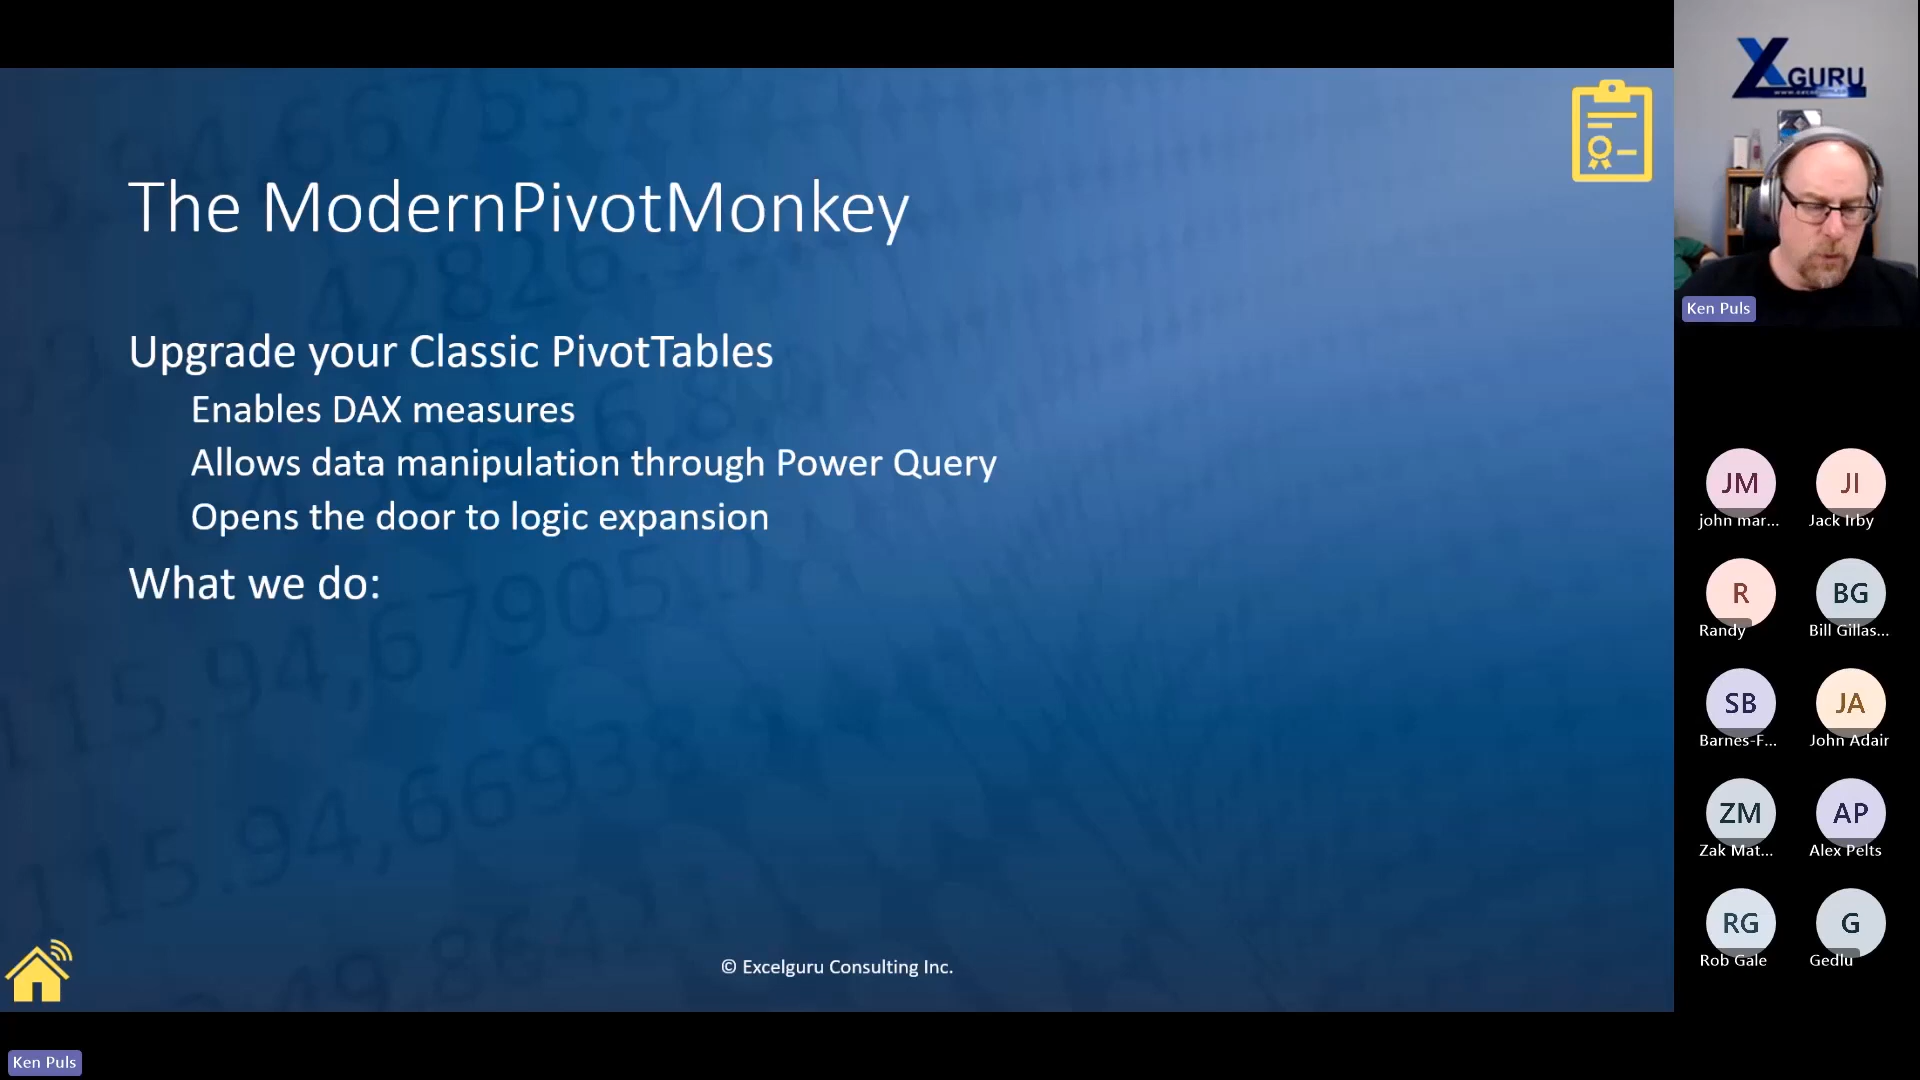 The ModernPivotMonkey
Upgrade your Classic PivotTables
Enables DAX measures
Allows data manipulation through Power Query
Opens the door to logic expansion
What we do:
© Excelguru Consulting Inc.
Ken Puls
XGURU
Ken Puls
JM
john mar...
JI
Jack Irby
R
Randy
BG
Bill Gillas...
SB
Barnes-F...
JA
John Adair
ZM
Zak Mat...
AP
Alex Pelts
RG
Rob Gale
G
Gedlu